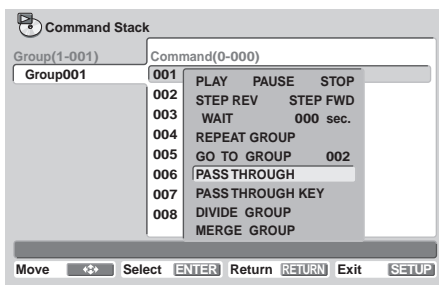 Command Stack
Group(1-001) Command(0-000)
Group001
001
002
003
004
005
006
007
008
PLAY PAUSE STOP
STEP REV STEP FWD
WAIT 000 sec.
REPEAT GROUP
GO TO GROUP 002
PASS THROUGH
PASS THROUGH KEY
DIVIDE GROUP
MERGE GROUP
Move Select ENTER Return RETURN Exit SETUP